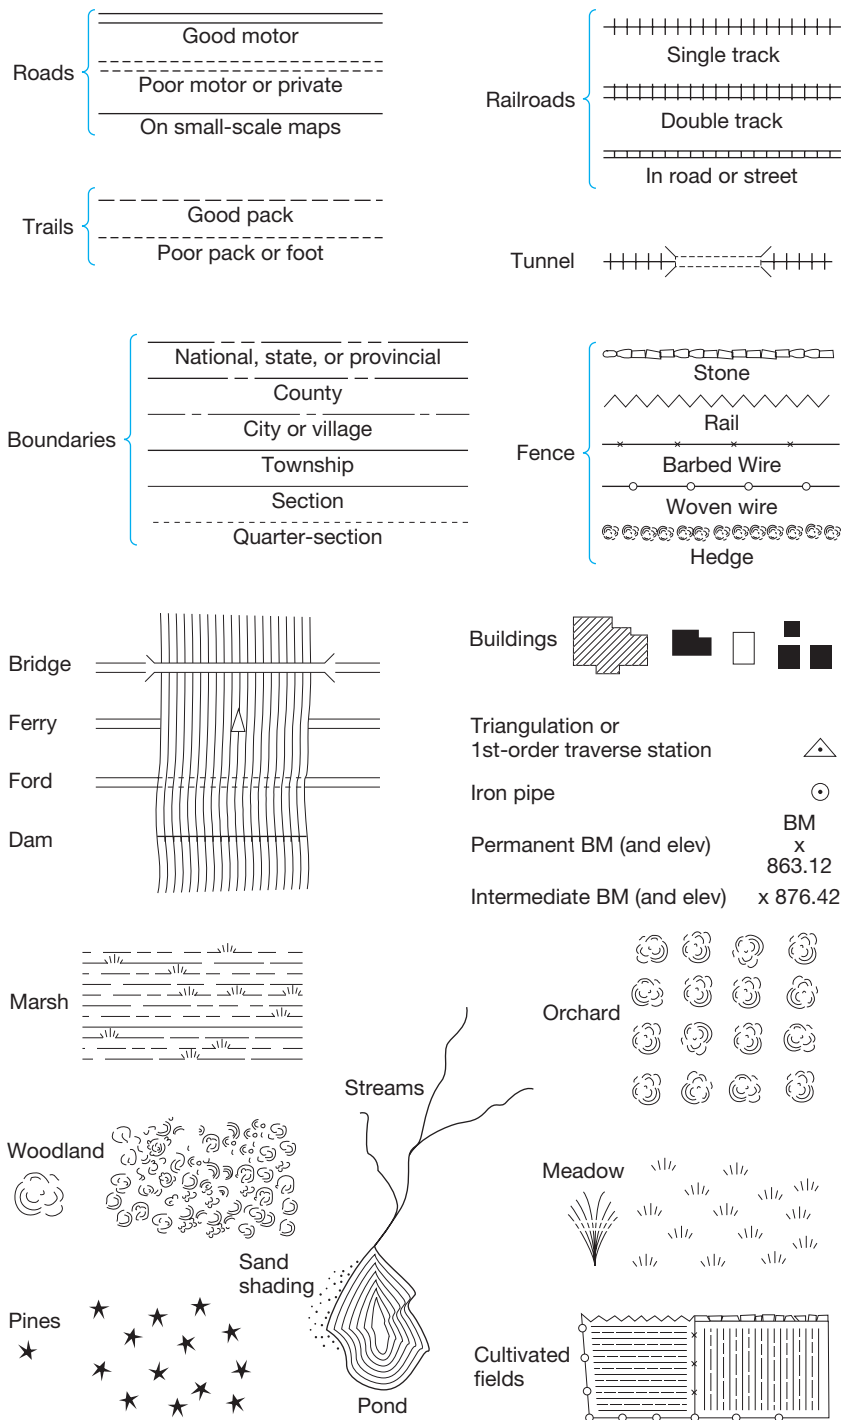 Roads
Good motor
Poor motor or private
On small-scale maps
Trails
Good pack
Poor pack or foot
Railroads
Single track
Double track
In road or street
Tunnel
Boundaries
National, state, or provincial
County
City or village
Township
Section
Quarter-section
Fence
Stone
Rail
Barbed Wire
Woven wire
Hedge
Bridge
Ferry
Ford
Dam
Buildings
Triangulation or
1st-order traverse station
Iron pipe
Permanent BM (and elev)
BM
x
863.12
Intermediate BM (and elev)
x 876.42
Marsh
Orchard
Streams
Woodland
Meadow
Sand
shading
Pines
Pond
Cultivated
fields